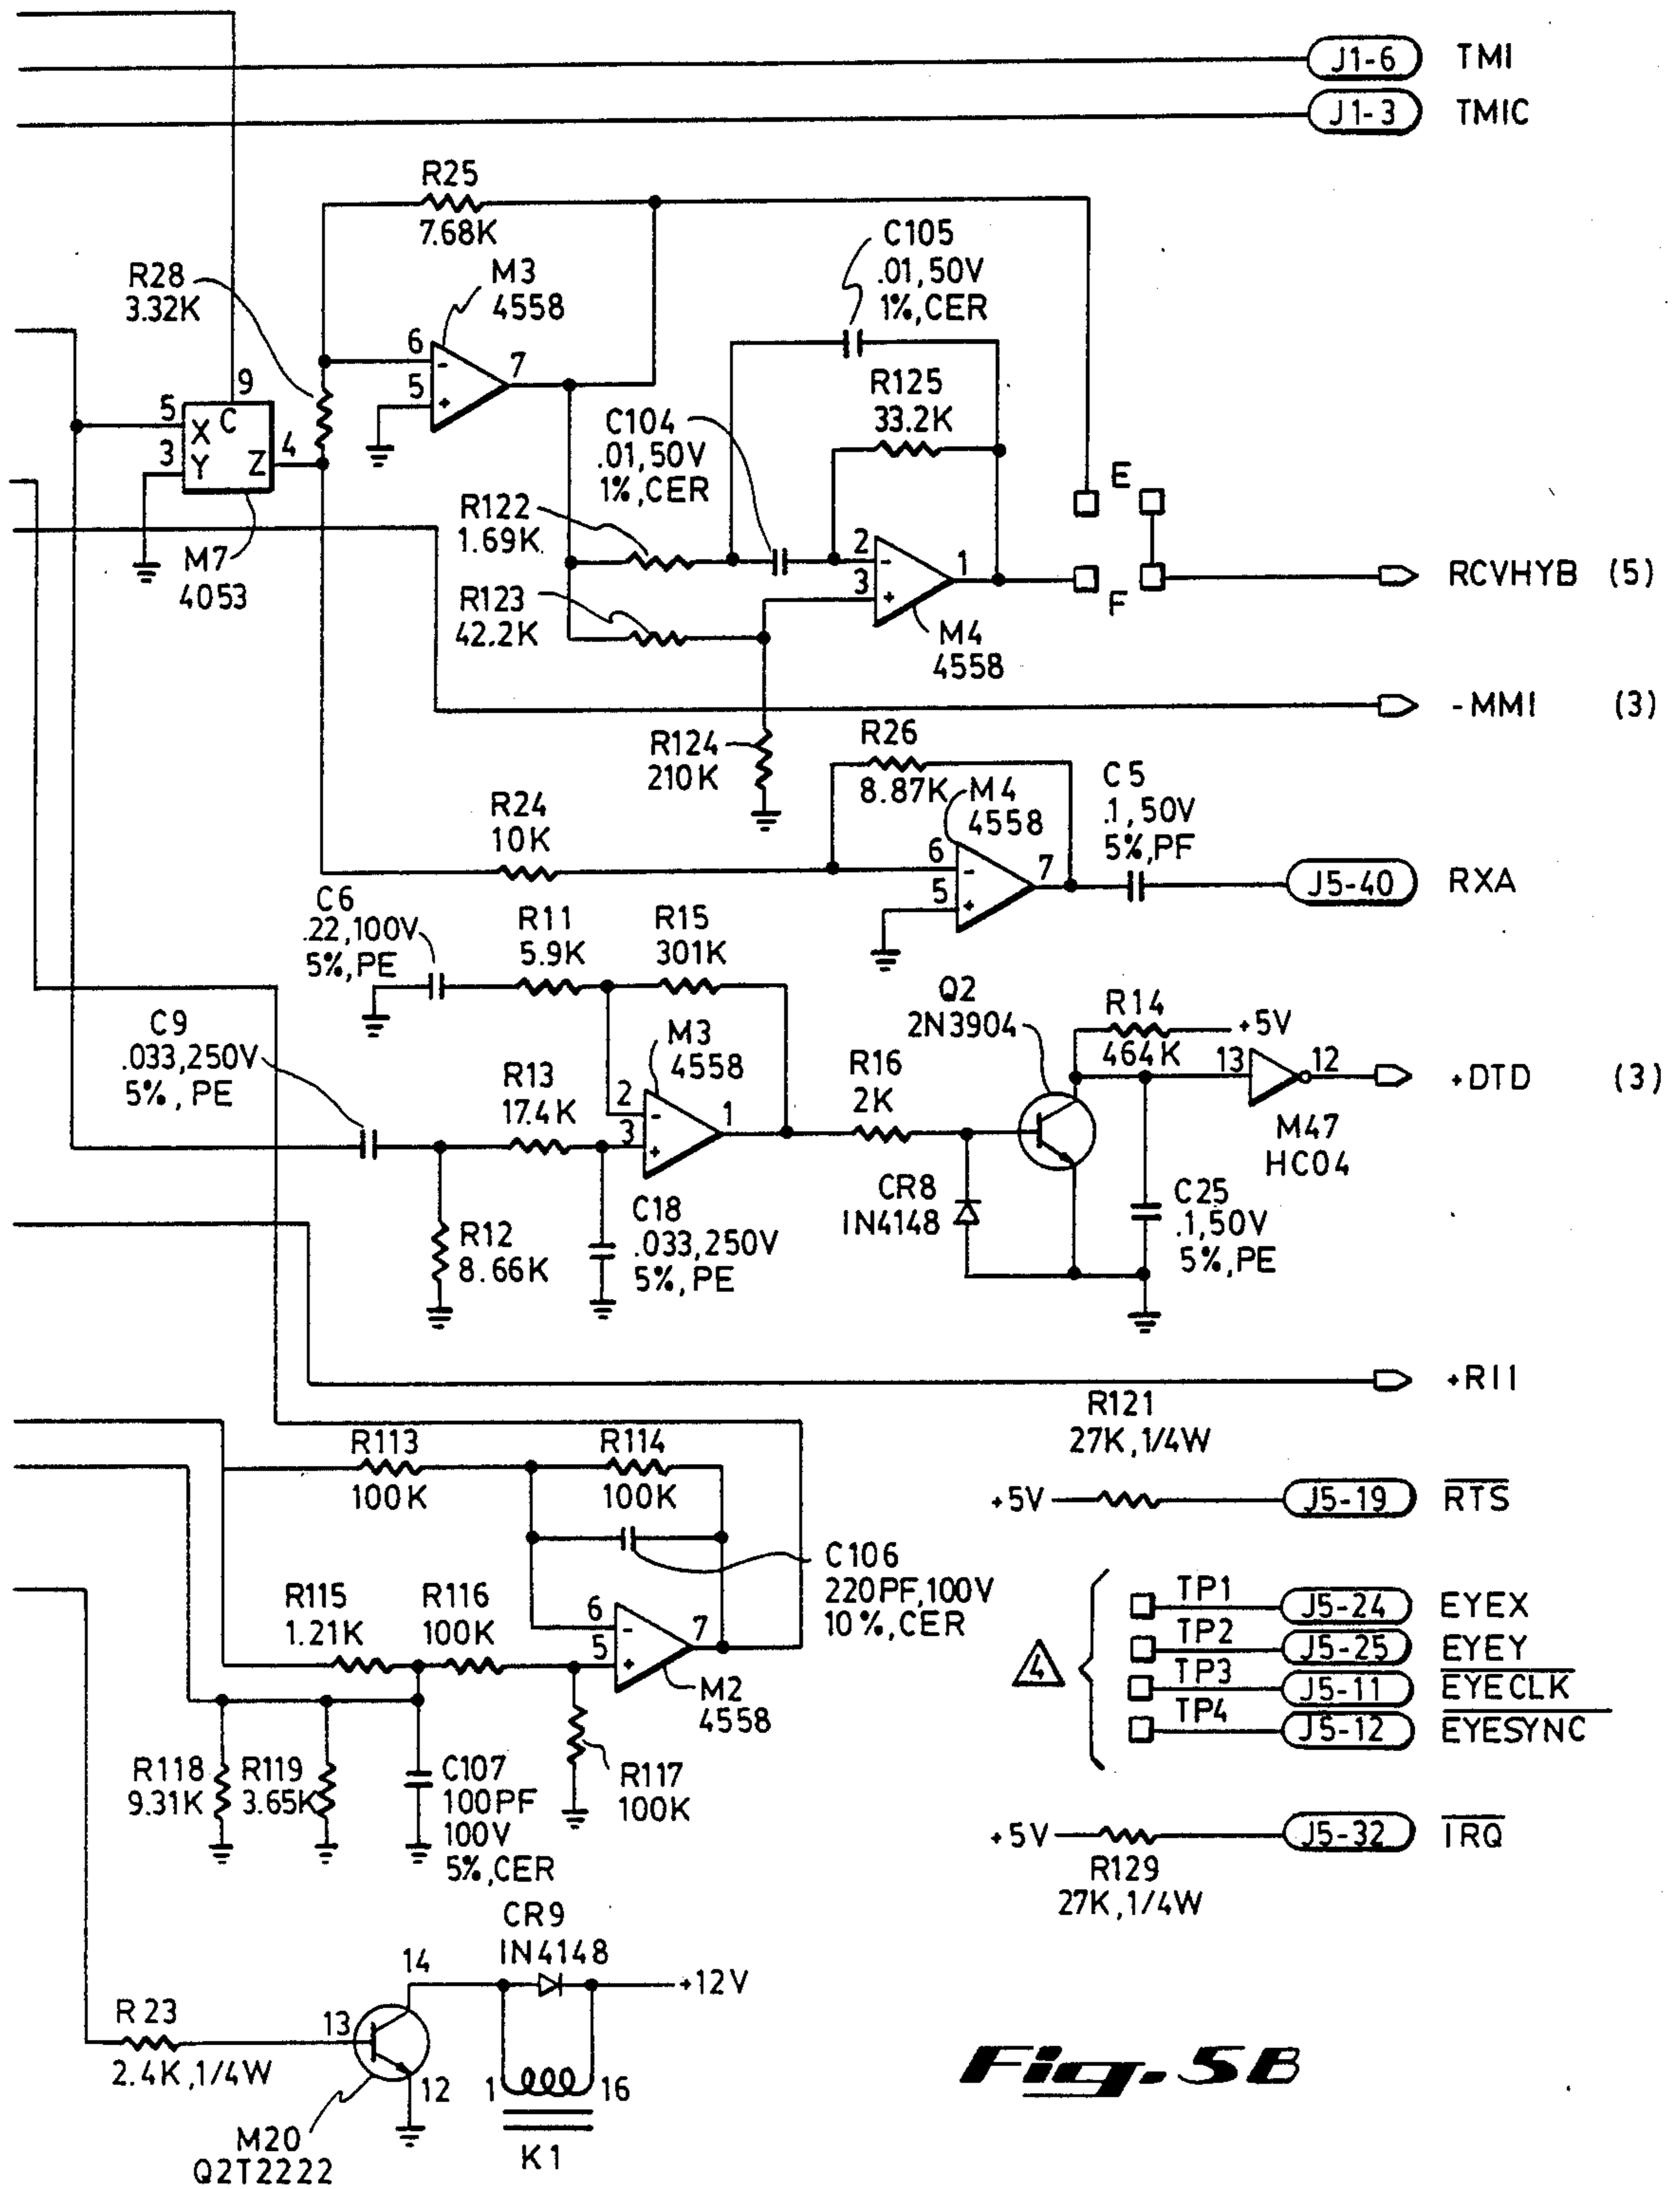 J1-6 TMI
J1-3 TMIC
R25
7.68K
C105
.01,50V
1%,CER
R28
3.32K
M3
4558
6
-
5
+
7
9
5
X
C
3
Y
Z
4
M7
4053
C104
.01,50V
1%,CER
R125
33.2K
R122
1.69K
R123
42.2K
2
-
3
+
1
M4
4558
E
F
RCVHYB (5)
-MMI (3)
R124
210K
R26
8.87K
M4
4558
C5
.1,50V
5%,PF
R24
10K
6
-
5
+
7
J5-40 RXA
C6
.22,100V
5%,PE
R11
5.9K
R15
301K
C9
.033,250V
5%,PE
R13
17.4K
M3
4558
2
-
3
+
1
R16
2K
Q2
2N3904
R14
464K
+5V
13
12
+DTD (3)
M47
HC04
CR8
IN4148
C25
.1,50V
5%,PE
R12
8.66K
C18
.033,250V
5%,PE
+RI1
R121
27K,1/4W
+5V
J5-19 RTS
R113
100K
R114
100K
C106
220PF,100V
10%,CER
R115
1.21K
R116
100K
6
-
5
+
7
M2
4558
4
TP1 J5-24 EYEX
TP2 J5-25 EYEY
TP3 J5-11 EYECLK
TP4 J5-12 EYESYNC
R118
9.31K
R119
3.65K
C107
100PF
100V
5%,CER
R117
100K
+5V
J5-32 IRQ
R129
27K,1/4W
CR9
IN4148
14
+12V
R23
2.4K,1/4W
13
12
1
16
M20
Q2T2222
K1
Fig. 5B